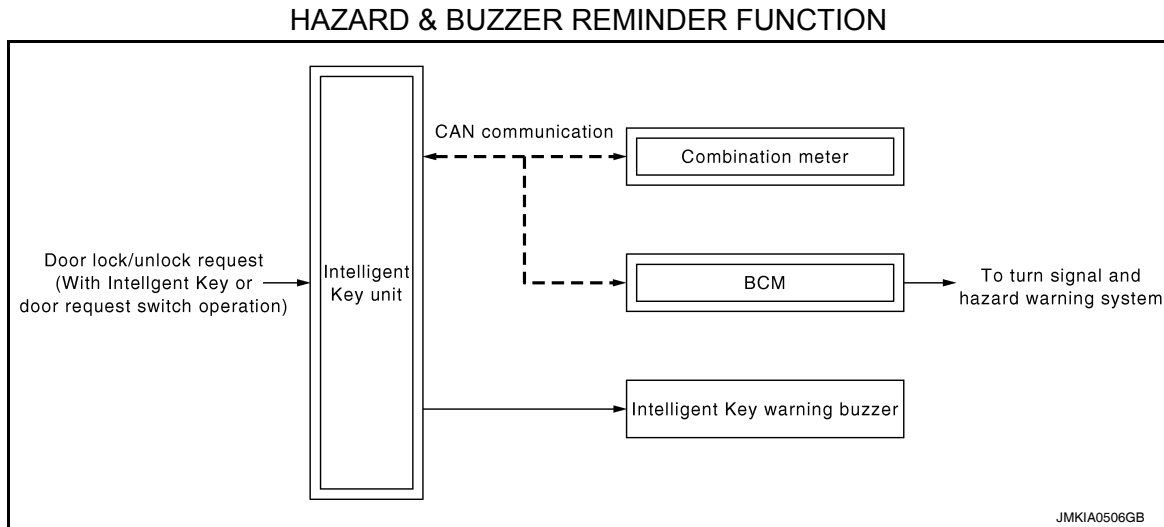 HAZARD & BUZZER REMINDER FUNCTION
CAN communication
Combination meter
Door lock/unlock request
(With Intellgent Key or
door request switch operation)
Intelligent
Key unit
BCM
To turn signal and
hazard warning system
Intelligent Key warning buzzer
JMKIA0506GB